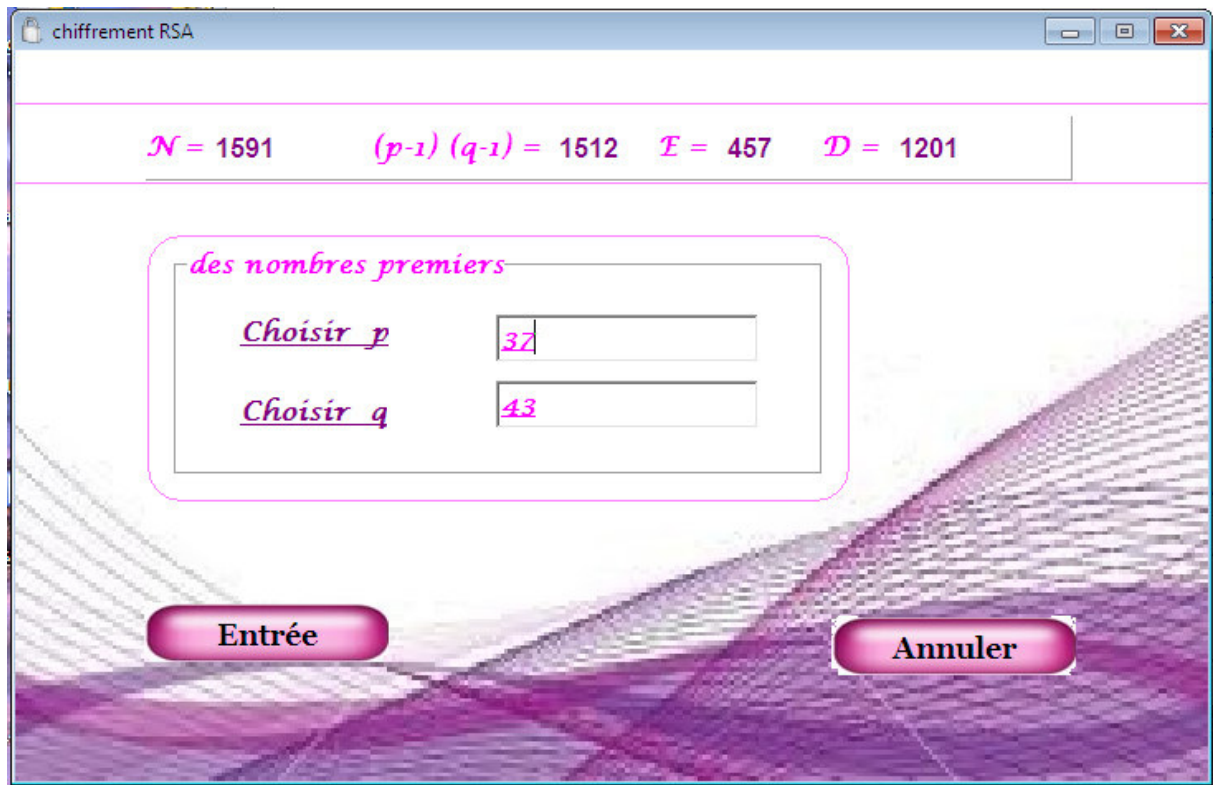 chiffrement RSA
N = 1591 (p-1) (q-1) = 1512 E = 457 D = 1201
des nombres premiers
Choisir p 37
Choisir q 43
Entrée
Annuler